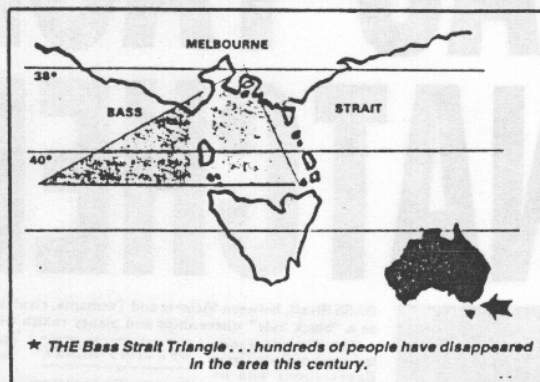 MELBOURNE
38°
BASS
STRAIT
40°
★ THE Bass Strait Triangle . . . hundreds of people have disappeared
in the area this century.